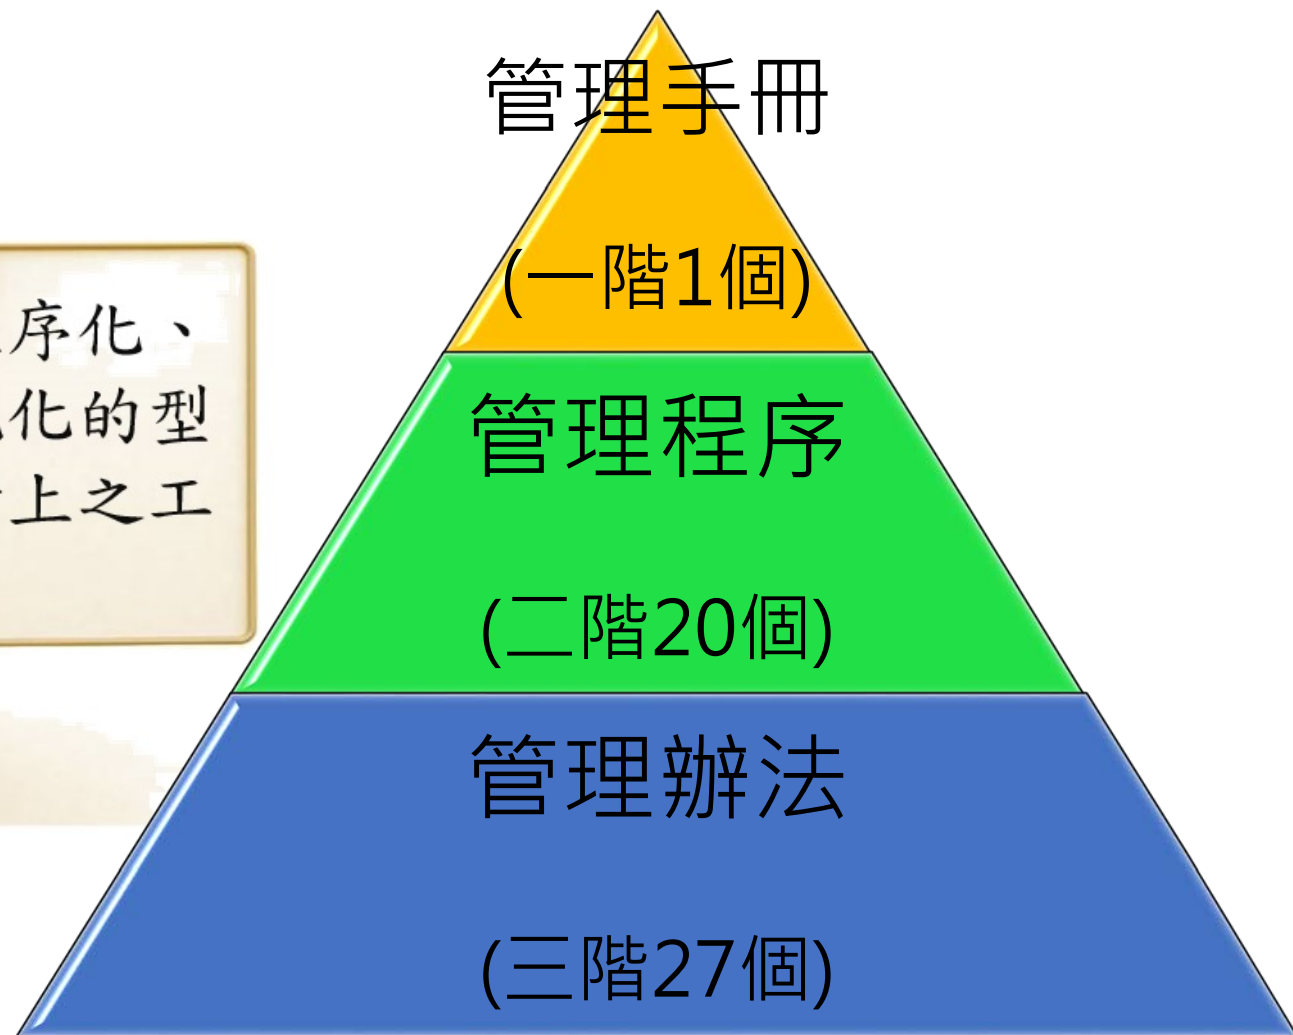 管理手冊
(一階1個)
序化、
化的型
上之工
管理程序
(二階20個)
管理辦法
(三階27個)